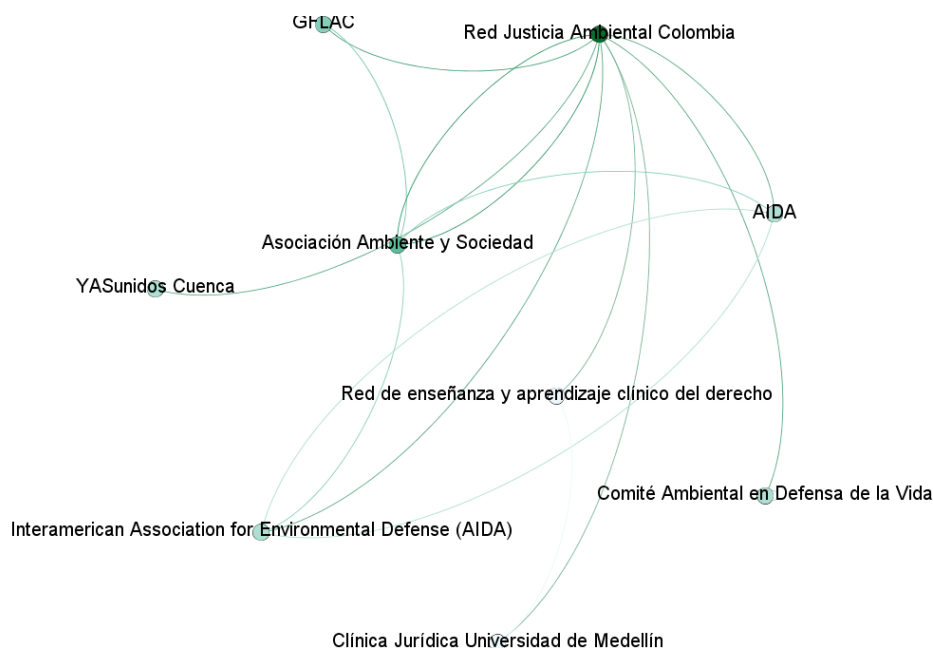 GFLAC
Red Justicia Ambiental Colombia
AIDA
Asociación Ambiente y Sociedad
YASunidos Cuenca
Red de enseñanza y aprendizaje clínico del derecho
Comité Ambiental en Defensa de la Vida
Interamerican Association for Environmental Defense (AIDA)
Clínica Jurídica Universidad de Medellín